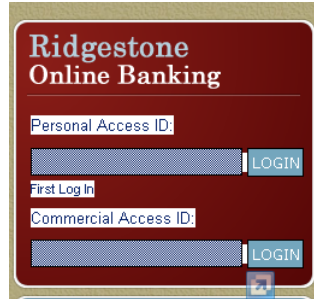 Ridgestone
Online Banking
Personal Access ID:
LOGIN
First Log In
Commercial Access ID:
LOGIN